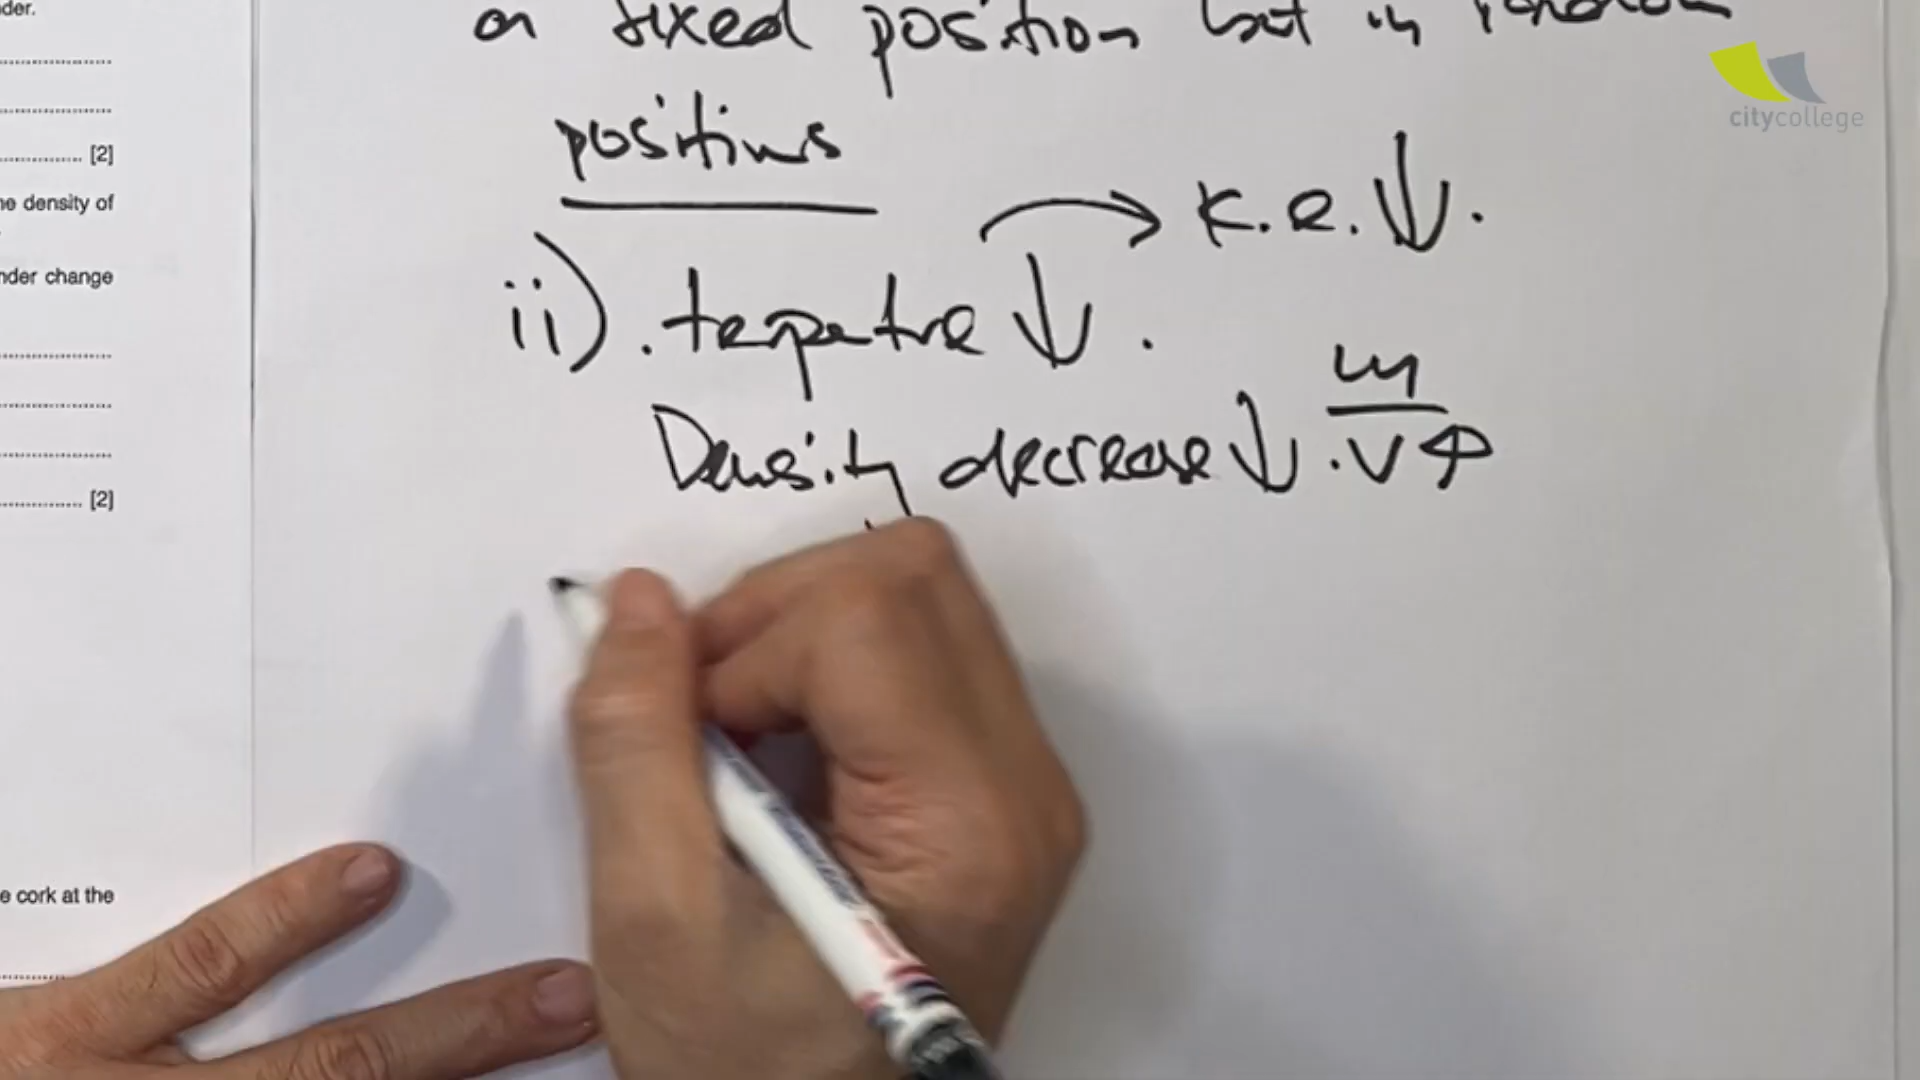 der.
[2]
he density of
nder change
[2]
e cork at the
on fixed position but in random
positions
K.e. ↓.
ii). tempetre ↓.
m
Density decrease ↓. V ↑
citycollege